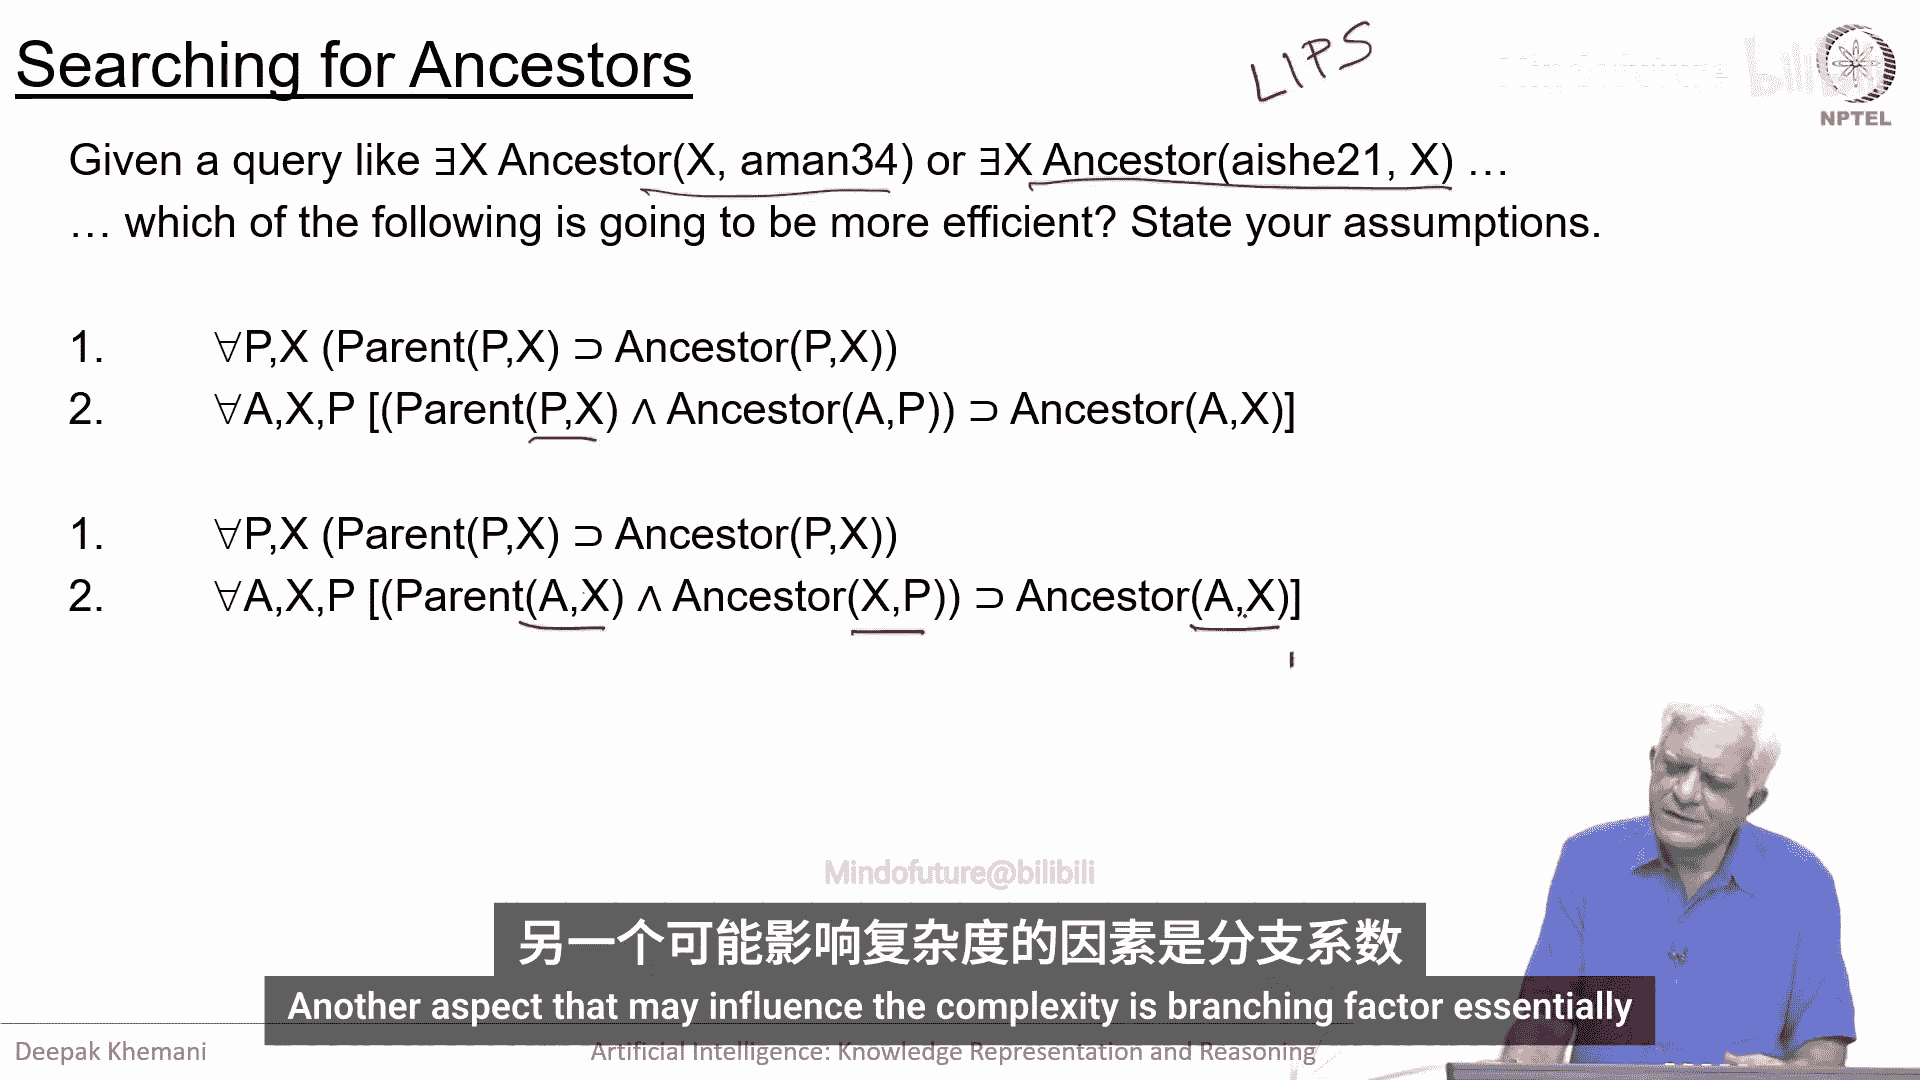 Searching for Ancestors
LIPS
NPTEL
Given a query like ∃X Ancestor(X, aman34) or ∃X Ancestor(aishe21, X) …
… which of the following is going to be more efficient? State your assumptions.
1. ∀P,X (Parent(P,X) ⊃ Ancestor(P,X))
2. ∀A,X,P [(Parent(P,X) ∧ Ancestor(A,P)) ⊃ Ancestor(A,X)]
1. ∀P,X (Parent(P,X) ⊃ Ancestor(P,X))
2. ∀A,X,P [(Parent(A,X) ∧ Ancestor(X,P)) ⊃ Ancestor(A,X)]
Mindofuture@bilibili
另一个可能影响复杂度的因素是分支系数
Another aspect that may influence the complexity is branching factor essentially
Deepak Khemani
Artificial Intelligence: Knowledge Representation and Reasoning